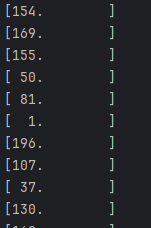 [154.        ]
[169.        ]
[155.        ]
[ 50.        ]
[ 81.        ]
[  1.        ]
[196.        ]
[107.        ]
[ 37.        ]
[130.        ]